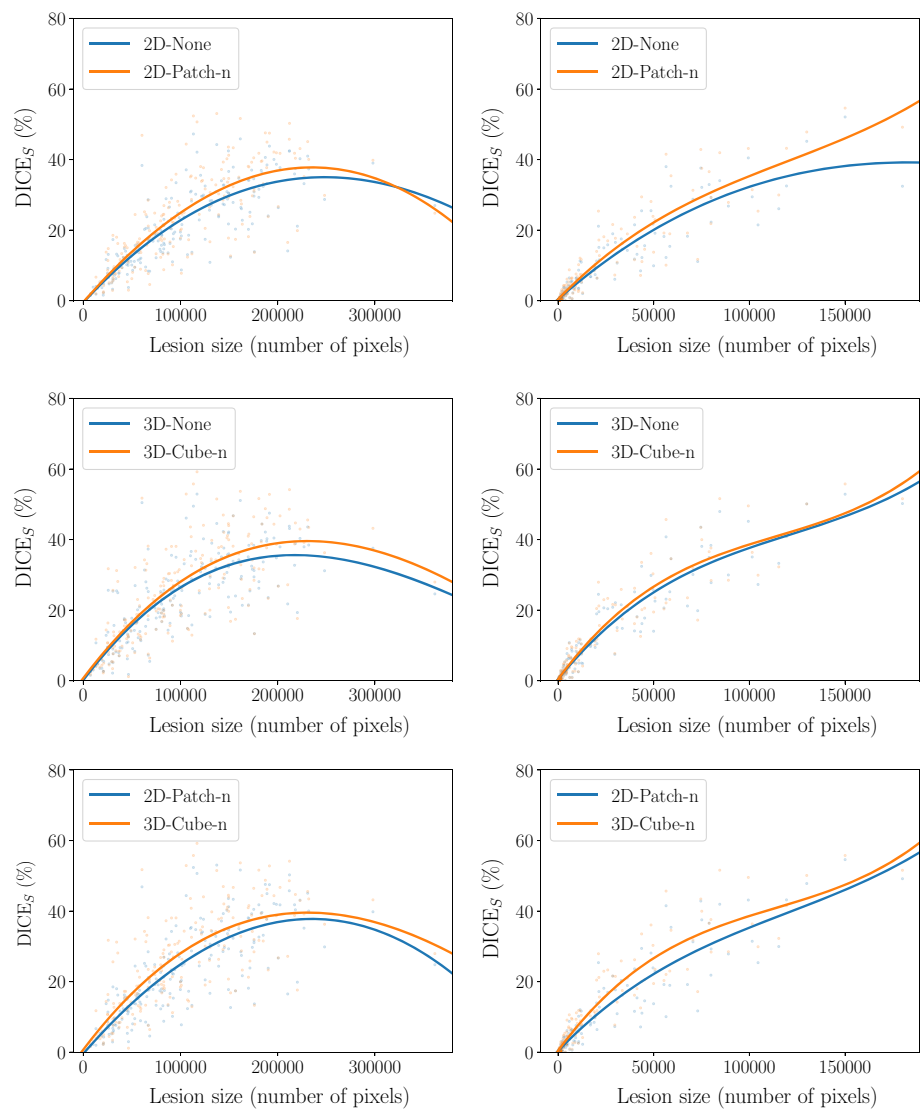 80
60
40
20
0
DICE_S (%)
2D-None
2D-Patch-n
0 100000 200000 300000
Lesion size (number of pixels)
80
60
40
20
0
DICE_S (%)
2D-None
2D-Patch-n
0 50000 100000 150000
Lesion size (number of pixels)
80
60
40
20
0
DICE_S (%)
3D-None
3D-Cube-n
0 100000 200000 300000
Lesion size (number of pixels)
80
60
40
20
0
DICE_S (%)
3D-None
3D-Cube-n
0 50000 100000 150000
Lesion size (number of pixels)
80
60
40
20
0
DICE_S (%)
2D-Patch-n
3D-Cube-n
0 100000 200000 300000
Lesion size (number of pixels)
80
60
40
20
0
DICE_S (%)
2D-Patch-n
3D-Cube-n
0 50000 100000 150000
Lesion size (number of pixels)